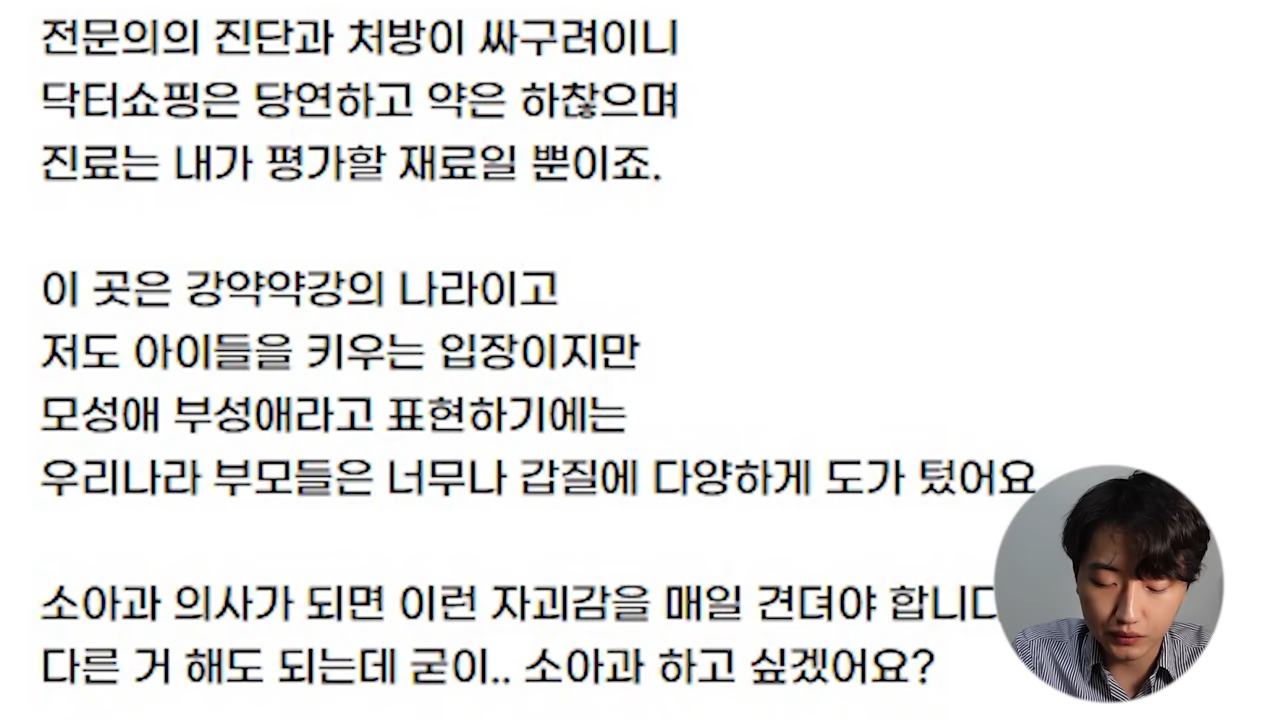 전문의의 진단과 처방이 싸구려이니
닥터쇼핑은 당연하고 약은 하찮으며
진료는 내가 평가할 재료일 뿐이죠.
이 곳은 강약약강의 나라이고
저도 아이들을 키우는 입장이지만
모성애 부성애라고 표현하기에는
우리나라 부모들은 너무나 갑질에 다양하게 도가 텄어요
소아과 의사가 되면 이런 자괴감을 매일 견뎌야 합니다
다른 거 해도 되는데 굳이.. 소아과 하고 싶겠어요?